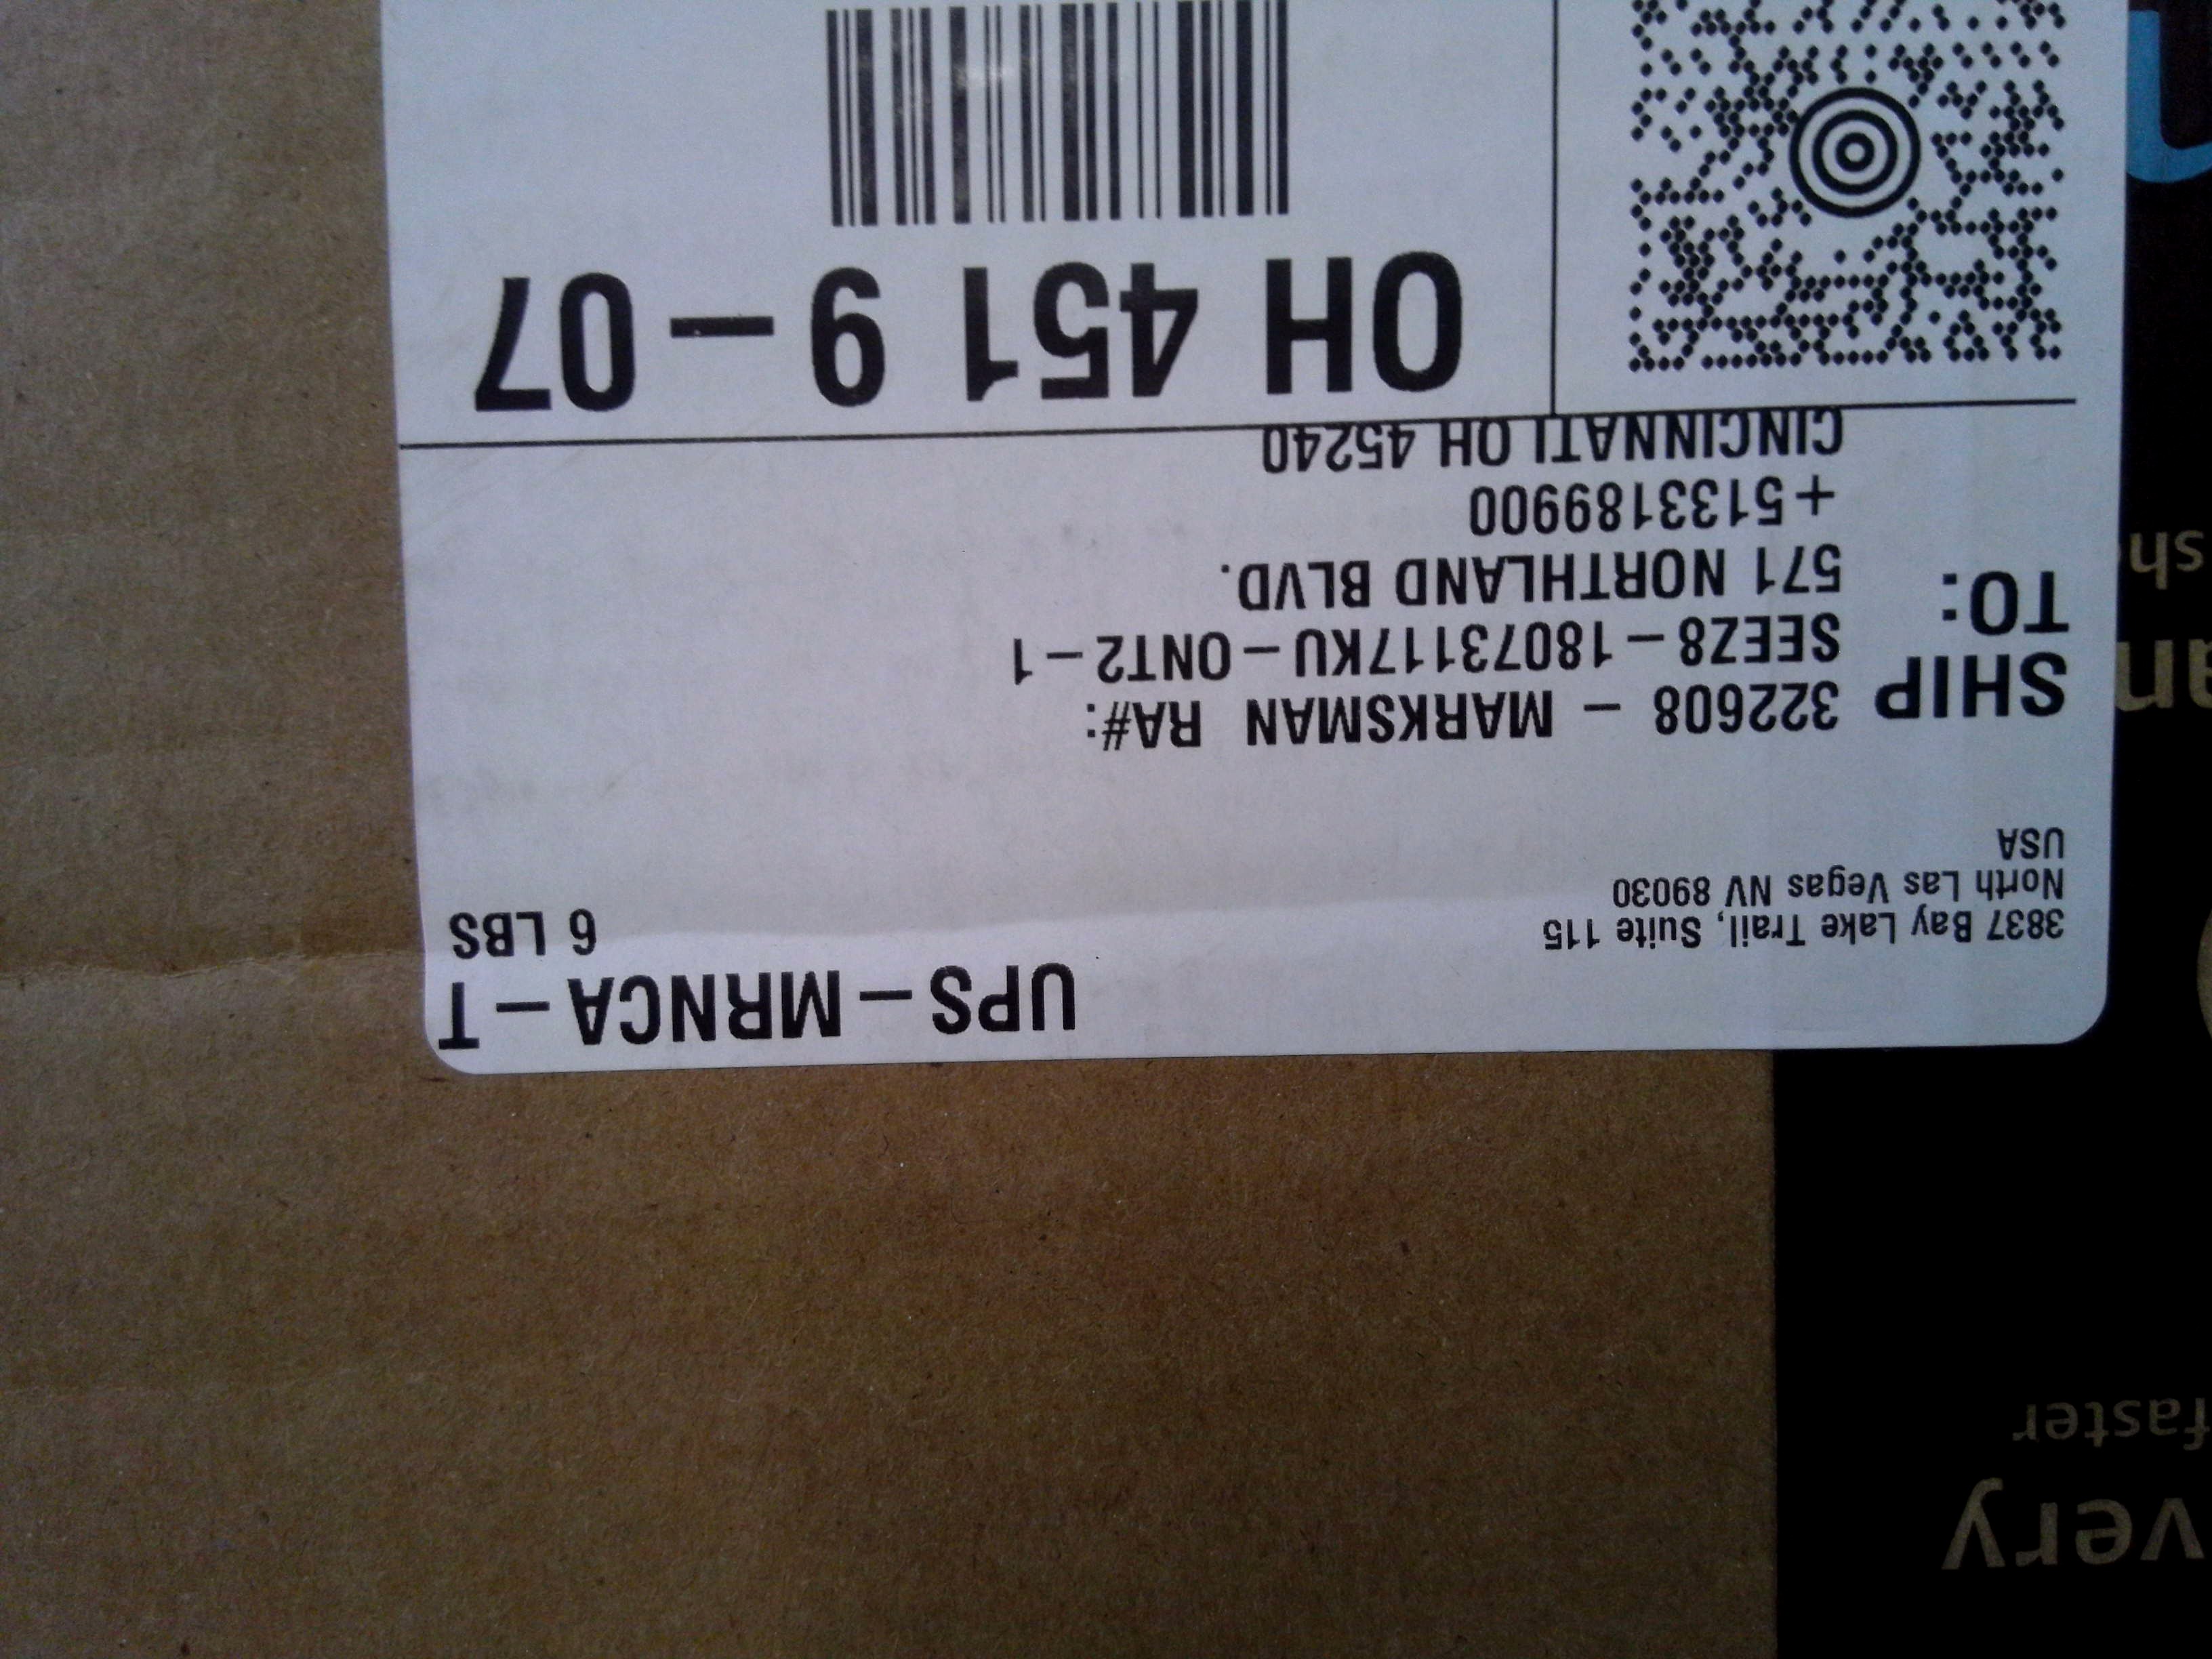 UPS-MRNCA-T
6 LBS
3837 Bay Lake Trail, Suite 115
North Las Vegas NV 89030
USA
SHIP
TO:
322608 - MARKSMAN RA#:
SEEZ8-18073117KU-ONT2-1
571 NORTHLAND BLVD.
+5133189900
CINCINNATI OH 45240
OH 451 9-07
very
faster